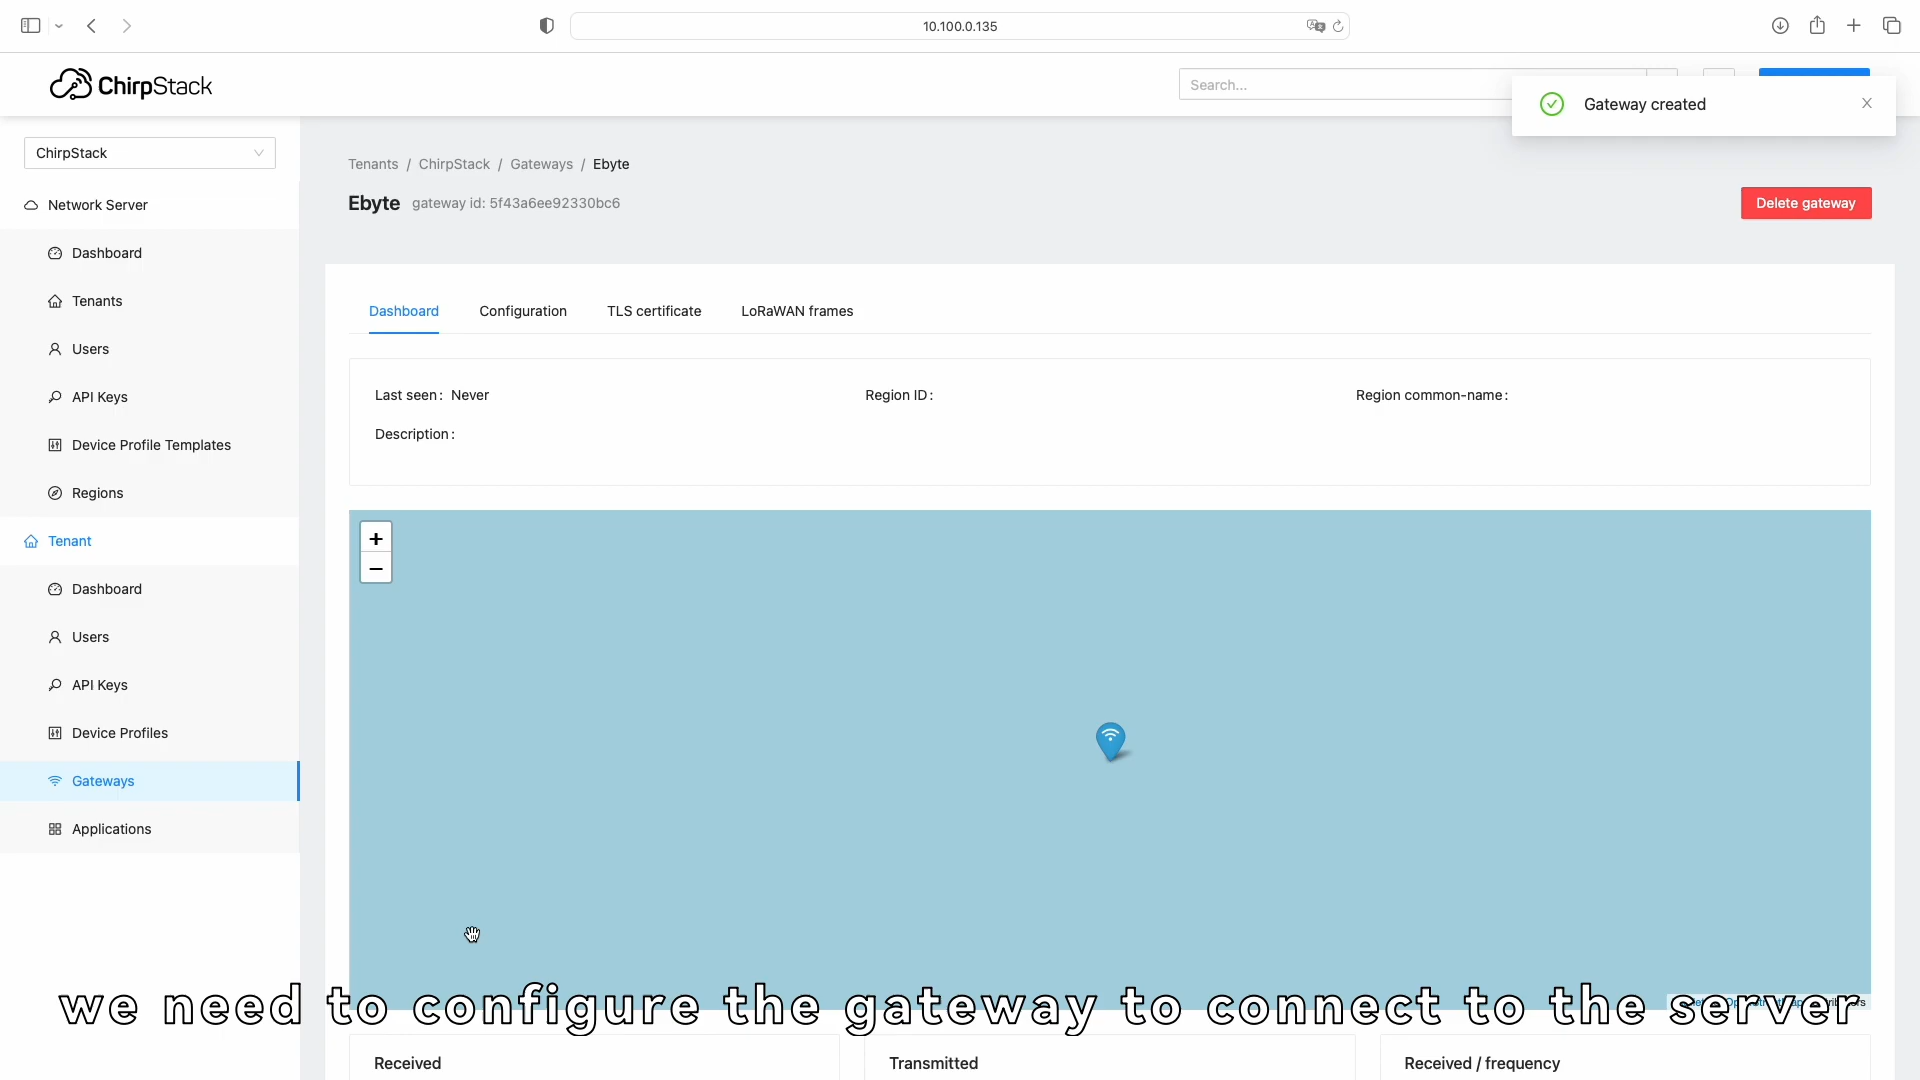 10.100.0.135
ChirpStack
Search...
Gateway created
ChirpStack
Network Server
Dashboard
Tenants
Users
API Keys
Device Profile Templates
Regions
Tenant
Dashboard
Users
API Keys
Device Profiles
Gateways
Applications
Tenants / ChirpStack / Gateways / Ebyte
Ebyte gateway id: 5f43a6ee92330bc6
Delete gateway
Dashboard Configuration TLS certificate LoRaWAN frames
Last seen: Never Region ID: Region common-name:
Description:
+
−
we need to configure the gateway to connect to the server
Received Transmitted Received / frequency